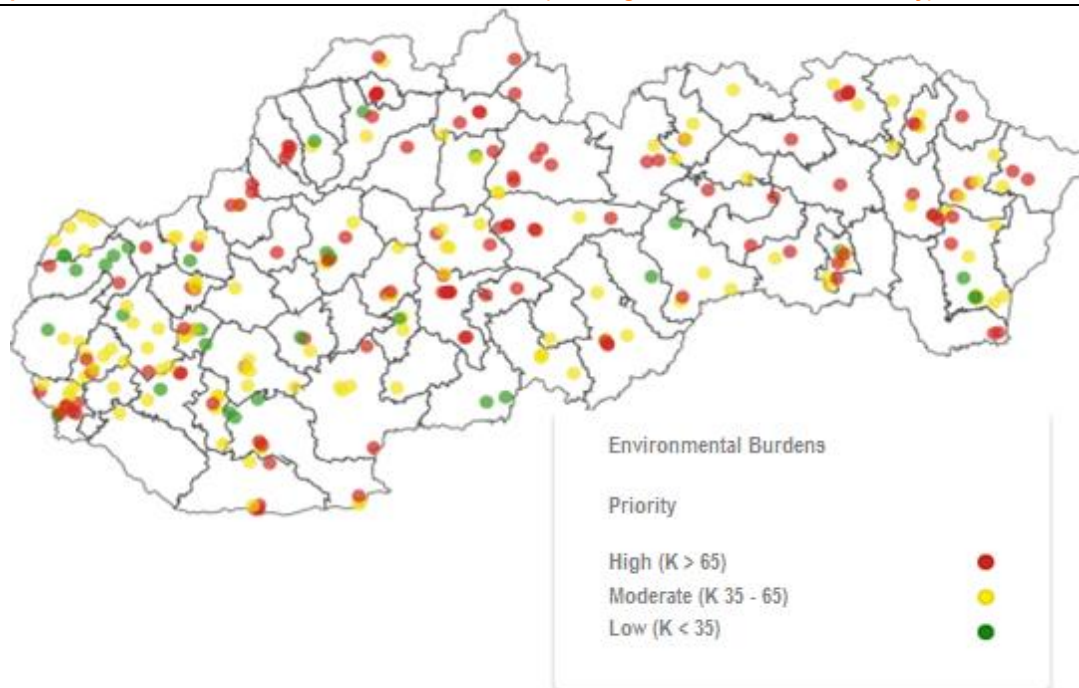 Environmental Burdens
Priority
High (K > 65)
Moderate (K 35 - 65)
Low (K < 35)